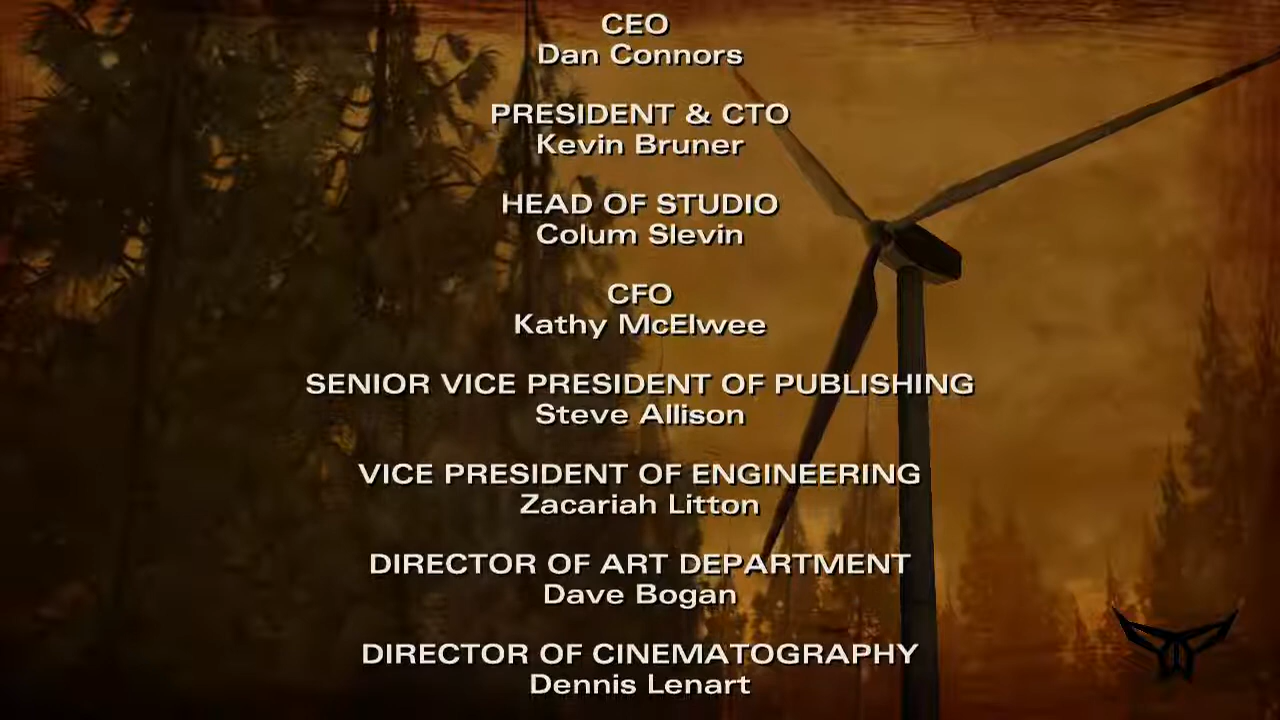 CEO
Dan Connors
PRESIDENT & CTO
Kevin Bruner
HEAD OF STUDIO
Colum Slevin
CFO
Kathy McElwee
SENIOR VICE PRESIDENT OF PUBLISHING
Steve Allison
VICE PRESIDENT OF ENGINEERING
Zacariah Litton
DIRECTOR OF ART DEPARTMENT
Dave Bogan
DIRECTOR OF CINEMATOGRAPHY
Dennis Lenart